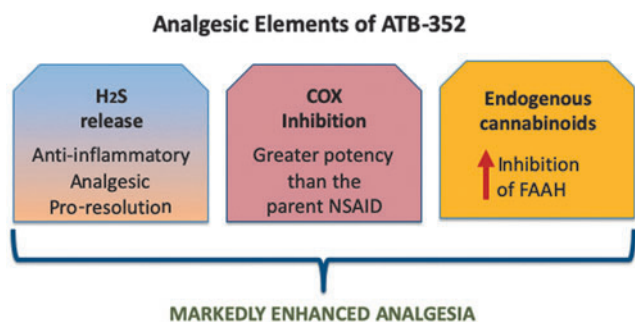 Analgesic Elements of ATB-352
H2S
release
Anti-inflammatory
Analgesic
Pro-resolution
COX
Inhibition
Greater potency
than the
parent NSAID
Endogenous
cannabinoids
Inhibition
of FAAH
MARKEDLY ENHANCED ANALGESIA